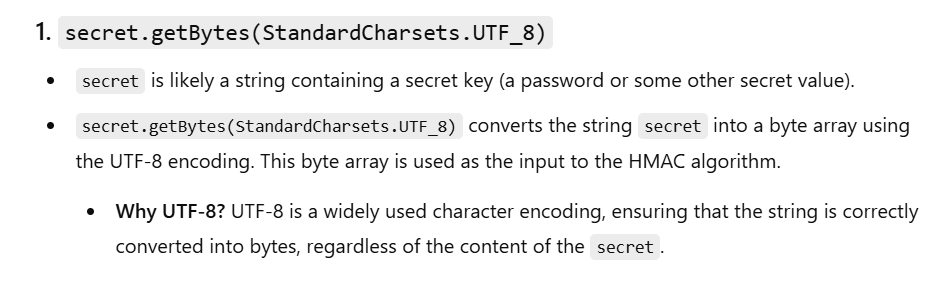 1. secret.getBytes(StandardCharsets.UTF_8)
• secret is likely a string containing a secret key (a password or some other secret value).
• secret.getBytes(StandardCharsets.UTF_8) converts the string secret into a byte array using
the UTF-8 encoding. This byte array is used as the input to the HMAC algorithm.
• Why UTF-8? UTF-8 is a widely used character encoding, ensuring that the string is correctly
converted into bytes, regardless of the content of the secret.